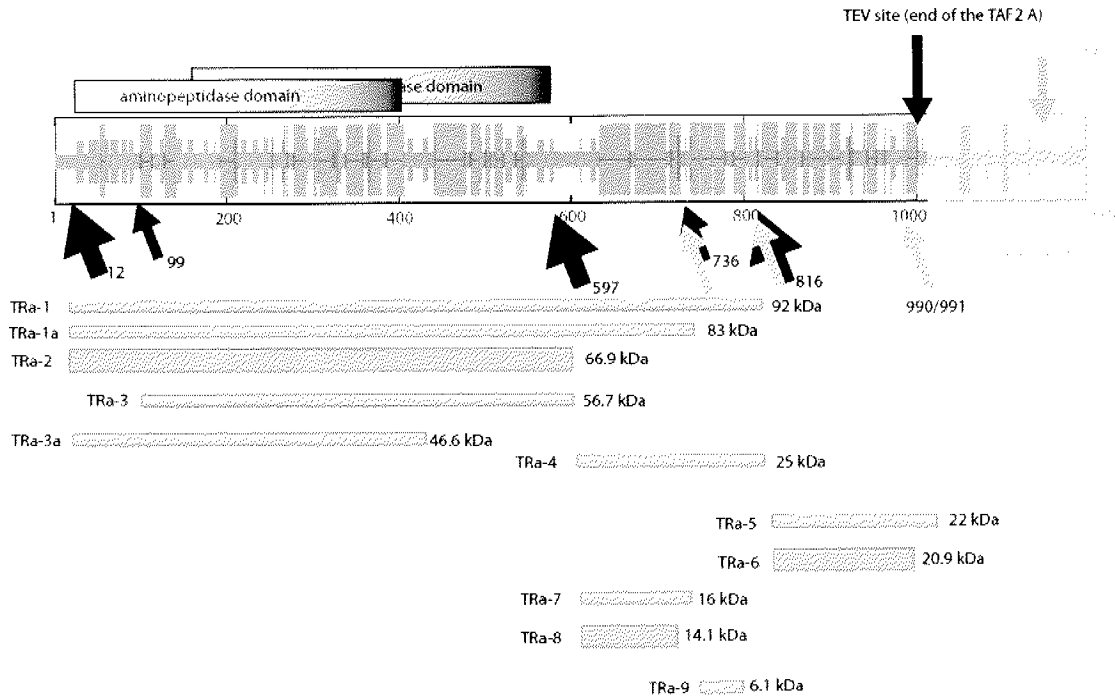 TEV site (end of the TAF2 A)
ase domain
aminopeptidase domain
1 200 400 600 800 1000
12
99
597
736
816
990/991
TRa-1 92 kDa
TRa-1a 83 kDa
TRa-2 66.9 kDa
TRa-3 56.7 kDa
TRa-3a 46.6 kDa
TRa-4 25 kDa
TRa-5 22 kDa
TRa-6 20.9 kDa
TRa-7 16 kDa
TRa-8 14.1 kDa
TRa-9 6.1 kDa